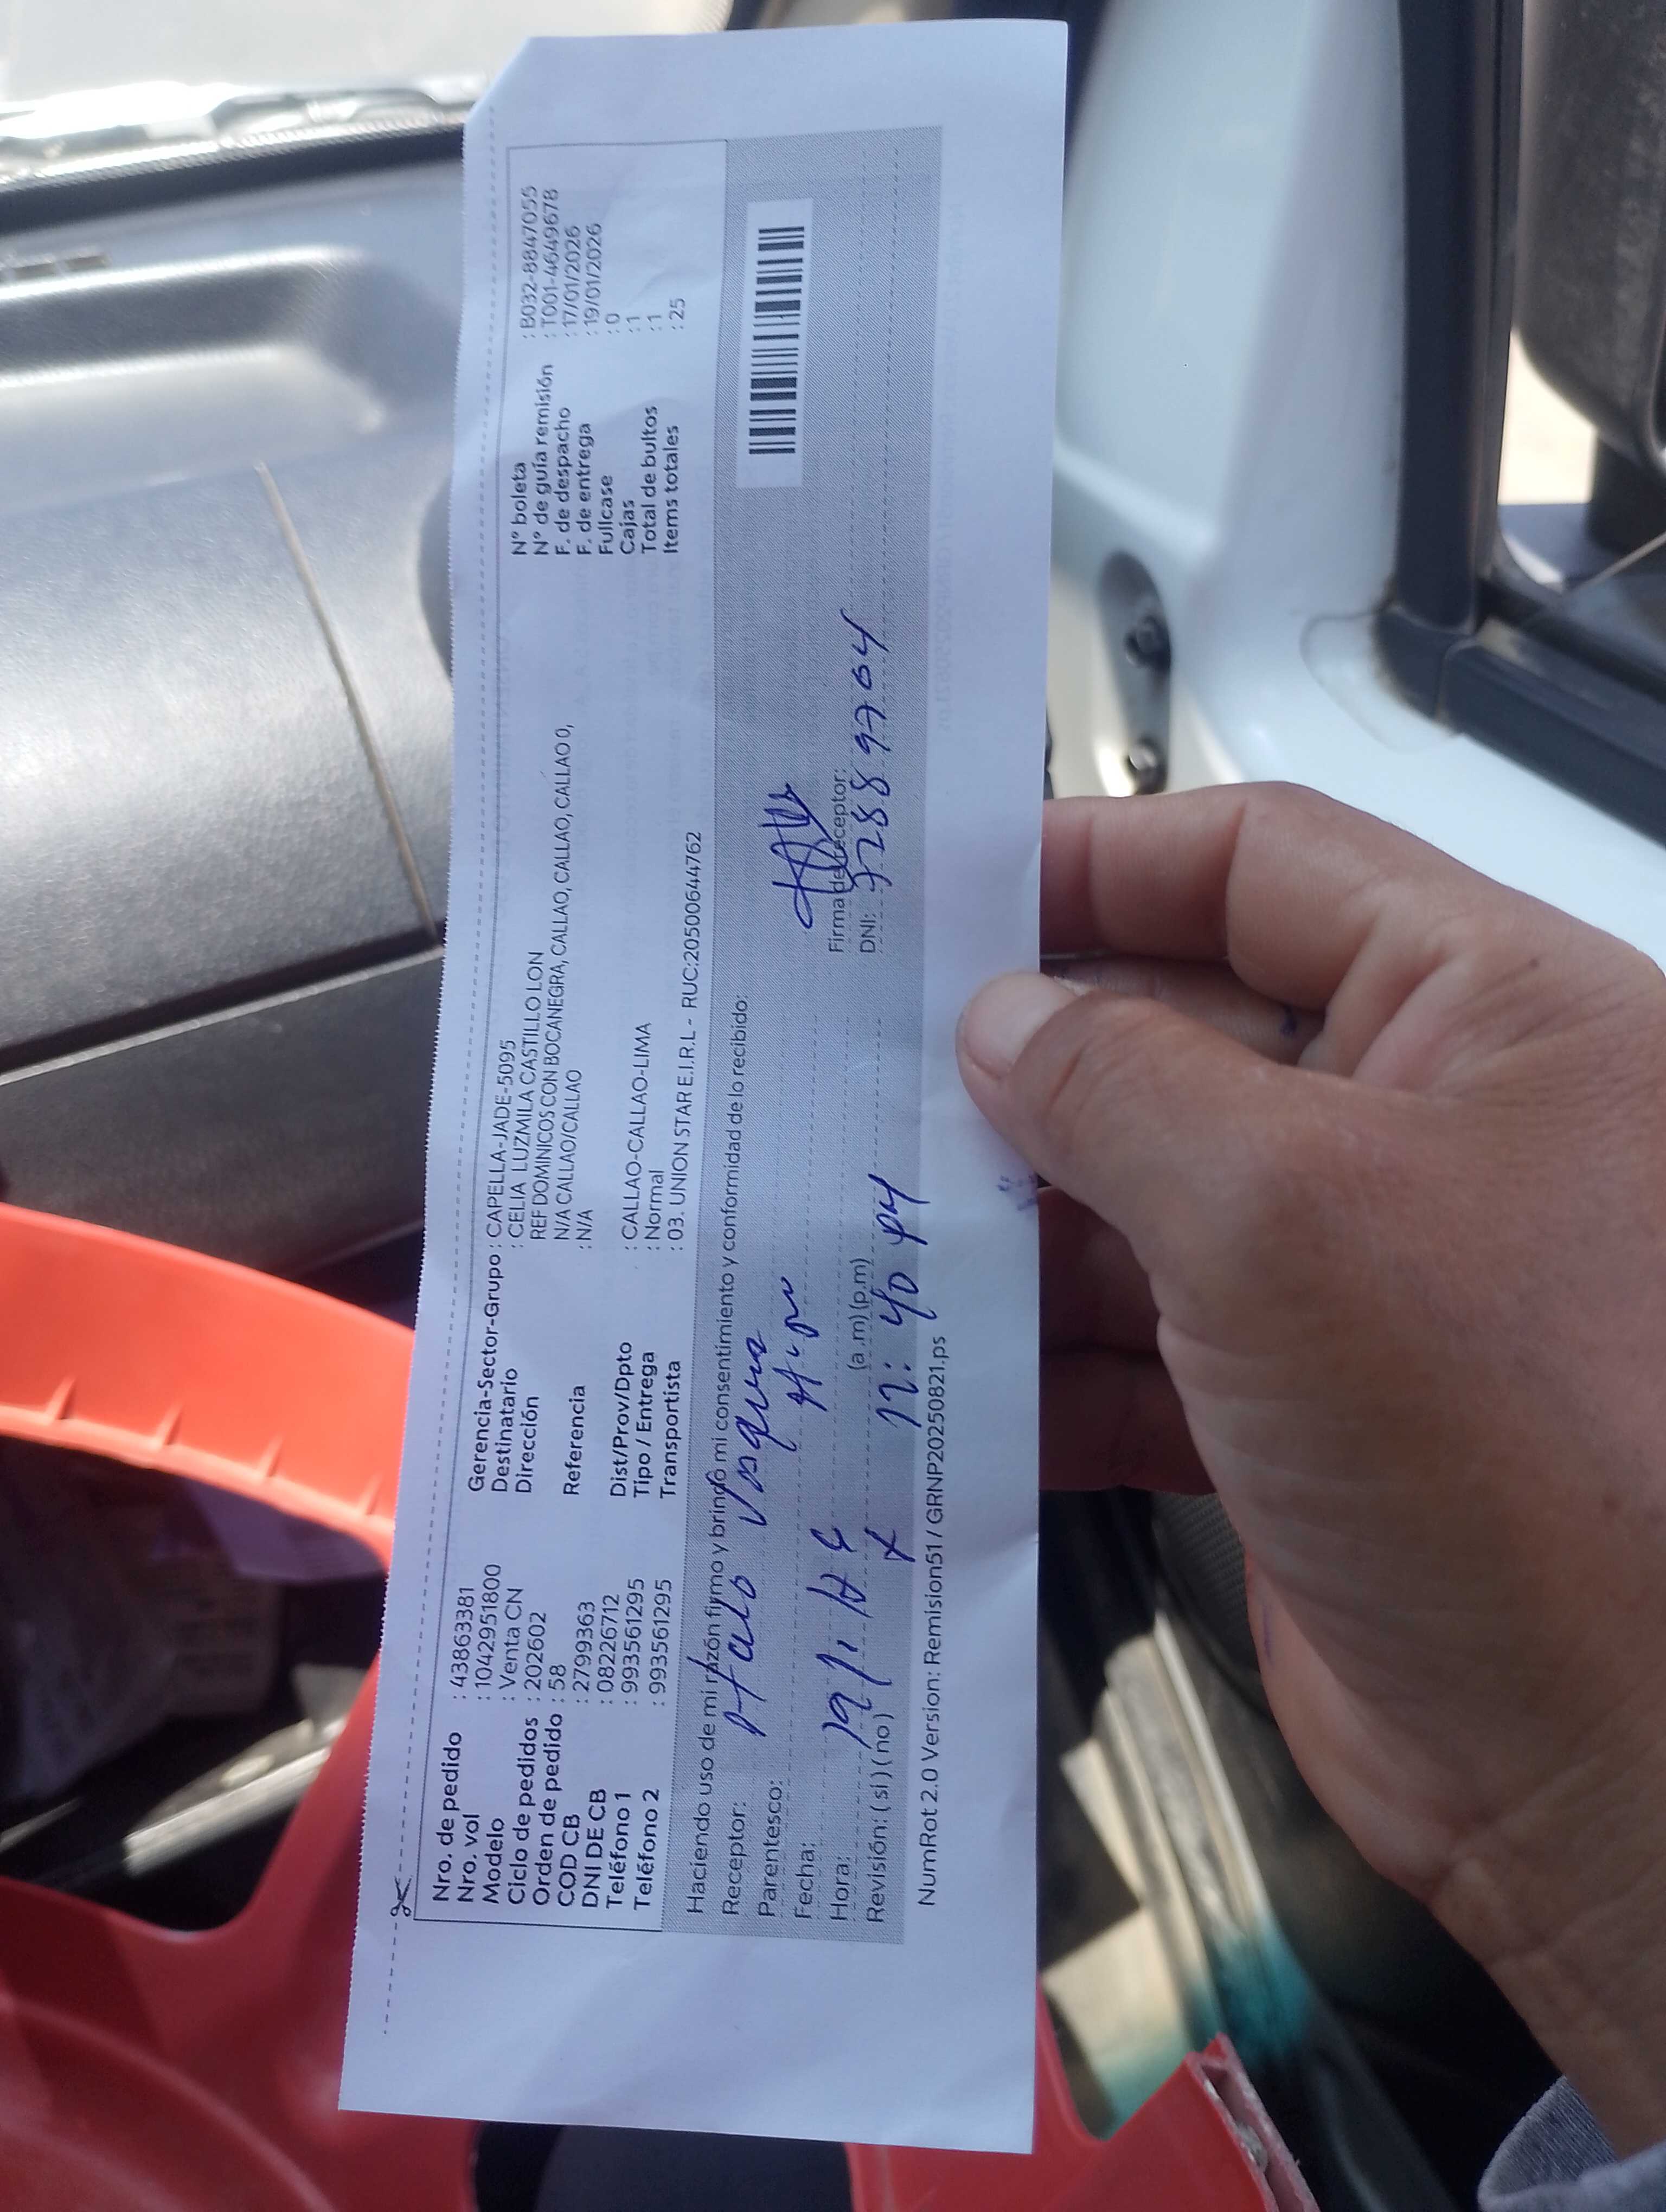 Nro. de pedido : 43863381
Nro. vol : 1042951800
Modelo : Venta CN
Ciclo de pedidos : 202602
Orden de pedido : 58
COD CB : 2799363
DNI DE CB : 08226712
Teléfono 1 : 993561295
Teléfono 2 : 993561295
Gerencia-Sector-Grupo : CAPELLA-JADE-5095
Destinatario : CELIA LUZMILA CASTILLO LON
Dirección REF DOMINICOS CON BOCANEGRA, CALLAO, CALLAO, CALLAO 0,
N/A CALLAO/CALLAO
Referencia : N/A
Dist/Prov/Dpto : CALLAO-CALLAO-LIMA
Tipo / Entrega : Normal
Transportista : 03. UNION STAR E.I.R.L - RUC:20500644762
N° boleta : B032-8847055
N° de guía remisión : T001-4649678
F. de despacho : 17/01/2026
F. de entrega : 19/01/2026
Fullcase : 0
Cajas : 1
Total de bultos : 1
Items totales : 25
Haciendo uso de mi razón firmo y brindo mi consentimiento y conformidad de lo recibido:
Receptor:
Parentesco:
Fecha:
Hora: (a.m) (p.m)
Revisión: ( si ) ( no ) 12:40
Firma del receptor:
DNI: 72889704
NumRot 2.0 Version: Remision51 / GRNP20250821.ps